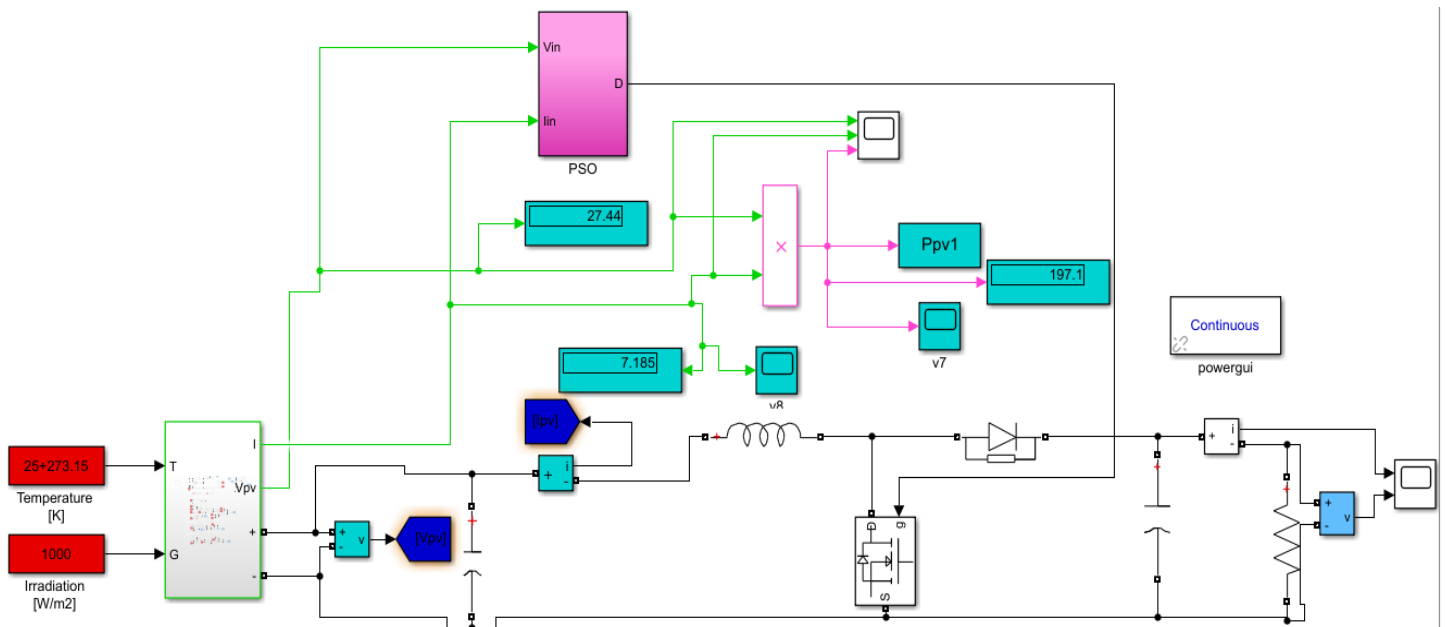 Vin
D
Iin
PSO
27.44
×
Ppv1
197.1
Continuous
powergui
v7
7.185
v8
[Ipv]
I
25+273.15
T
Temperature
[K]
Vpv
+
i
-
+
i
-
+
+
-
v
[Vpv]
1000
G
Irradiation
[W/m2]
-
D
g
S
+
-
v